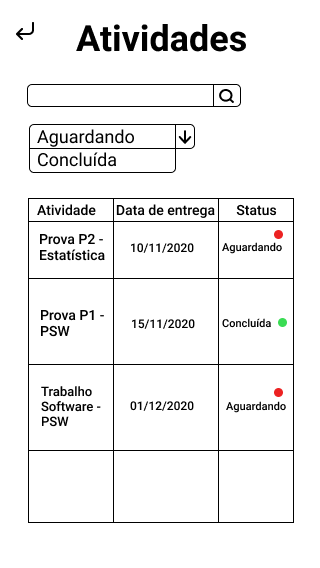 Atividades
Aguardando
Concluída
Atividade Data de entrega Status
Prova P2 -
Estatística
10/11/2020
Aguardando
Prova P1 -
PSW
15/11/2020
Concluída
Trabalho
Software -
PSW
01/12/2020
Aguardando